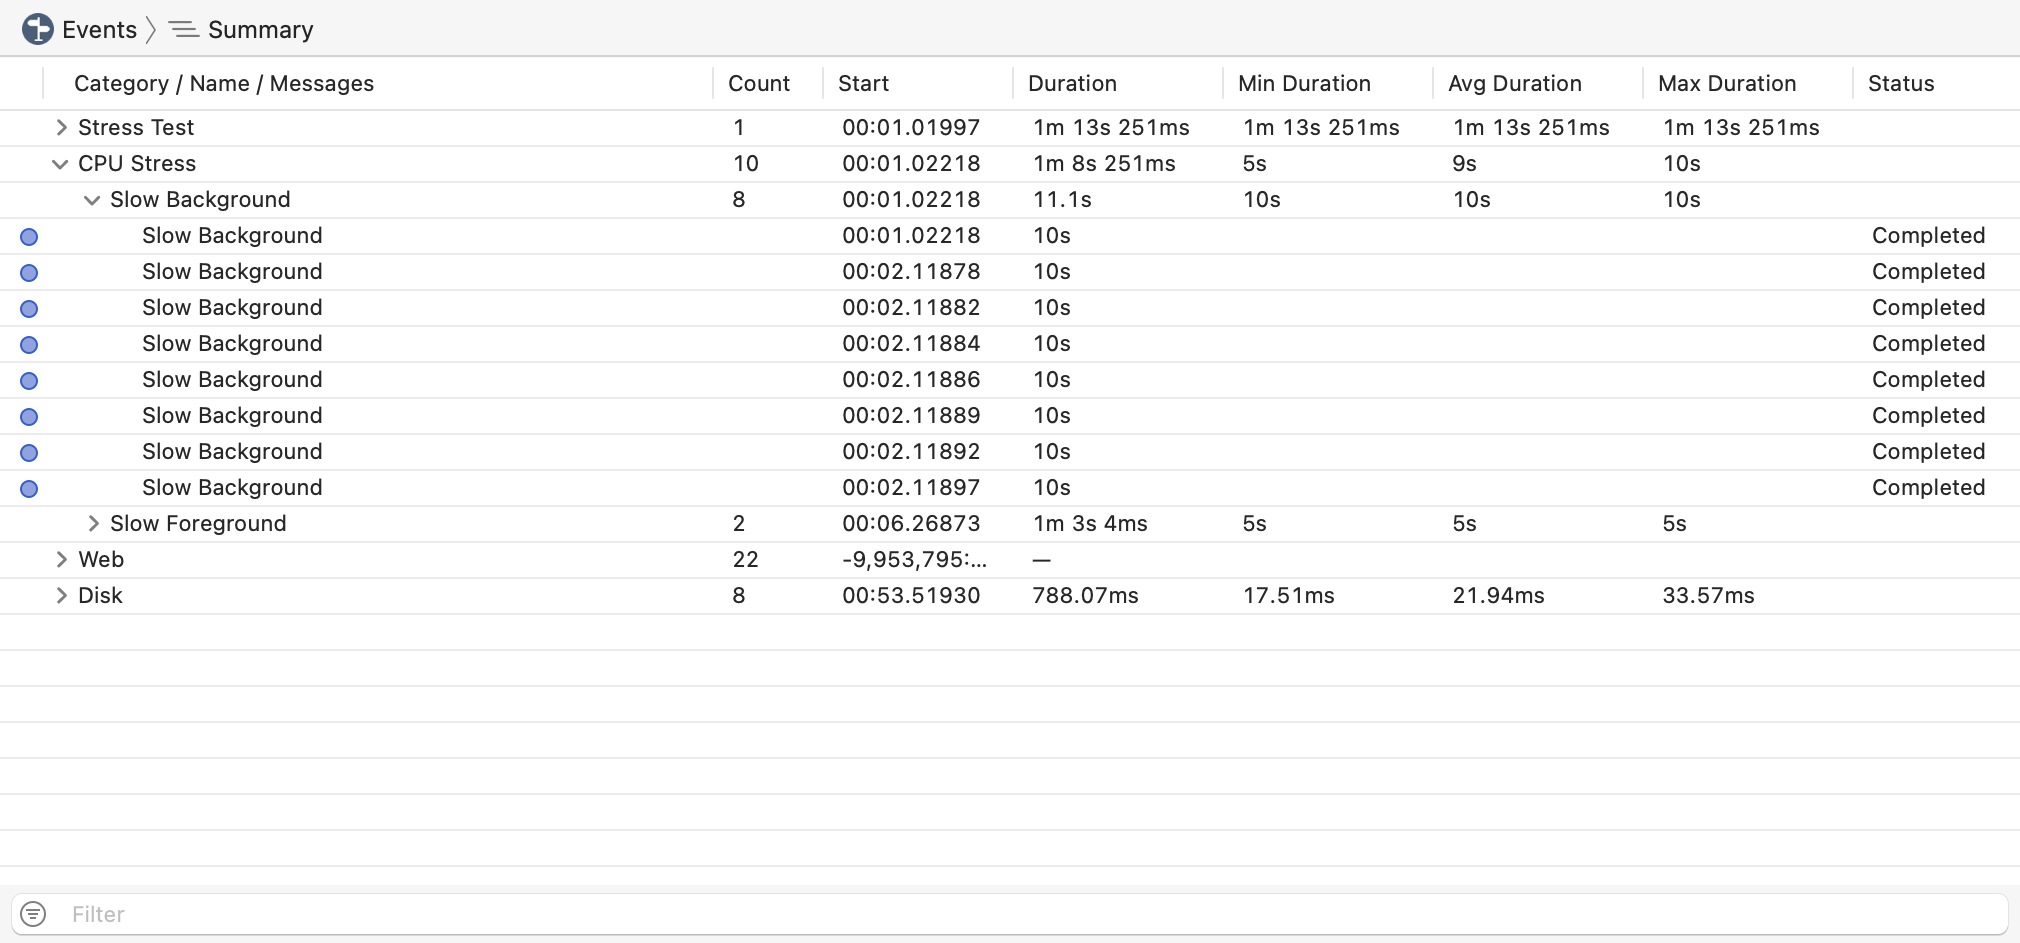 Events Summary
Category / Name / Messages Count Start Duration Min Duration Avg Duration Max Duration Status
Stress Test 1 00:01.01997 1m 13s 251ms 1m 13s 251ms 1m 13s 251ms 1m 13s 251ms
CPU Stress 10 00:01.02218 1m 8s 251ms 5s 9s 10s
Slow Background 8 00:01.02218 11.1s 10s 10s 10s
Slow Background 00:01.02218 10s Completed
Slow Background 00:02.11878 10s Completed
Slow Background 00:02.11882 10s Completed
Slow Background 00:02.11884 10s Completed
Slow Background 00:02.11886 10s Completed
Slow Background 00:02.11889 10s Completed
Slow Background 00:02.11892 10s Completed
Slow Background 00:02.11897 10s Completed
Slow Foreground 2 00:06.26873 1m 3s 4ms 5s 5s 5s
Web 22 -9,953,795:... —
Disk 8 00:53.51930 788.07ms 17.51ms 21.94ms 33.57ms
Filter